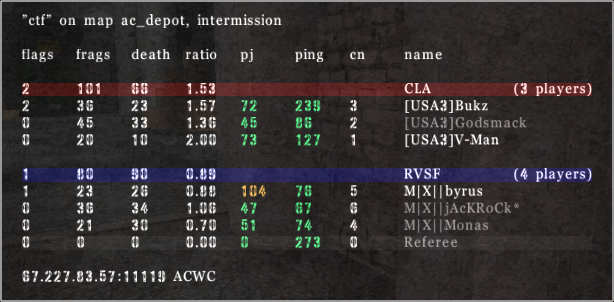 "ctf" on map ac_depot, intermission
flags frags death ratio pj ping cn name
2 101 66 1.53 CLA (3 players)
2 36 23 1.57 72 239 3 [USA3]Bukz
0 45 33 1.36 45 86 2 [USA3]Godsmack
0 20 10 2.00 73 127 1 [USA3]V-Man
1 80 90 0.89 RVSF (4 players)
1 23 26 0.88 104 76 5 M|X||byrus
0 36 34 1.06 47 67 6 M|X||jAcKRoCk*
0 21 30 0.70 51 74 4 M|X||Monas
0 0 0 0.00 0 273 0 Referee
67.227.83.57:11119 ACWC